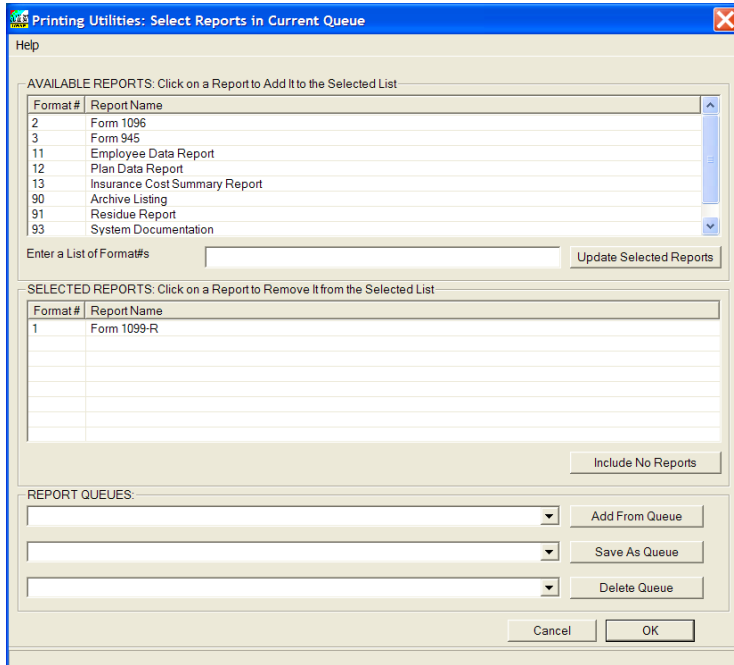 Printing Utilities: Select Reports in Current Queue
Help
AVAILABLE REPORTS: Click on a Report to Add It to the Selected List
Format # Report Name
2 Form 1096
3 Form 945
11 Employee Data Report
12 Plan Data Report
13 Insurance Cost Summary Report
90 Archive Listing
91 Residue Report
93 System Documentation
Enter a List of Format#s Update Selected Reports
SELECTED REPORTS: Click on a Report to Remove It from the Selected List
Format # Report Name
1 Form 1099-R
Include No Reports
REPORT QUEUES:
Add From Queue
Save As Queue
Delete Queue
Cancel OK